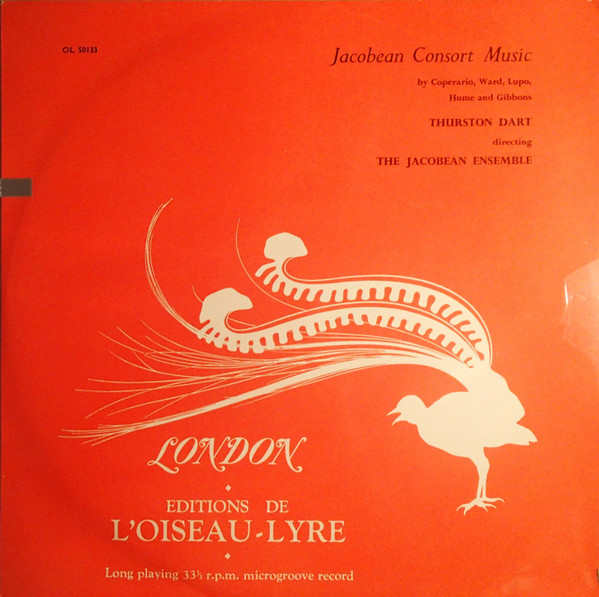 OL 50133
Jacobean Consort Music
by Coperario, Ward, Lupo,
Hume and Gibbons
THURSTON DART
directing
THE JACOBEAN ENSEMBLE
LONDON
EDITIONS DE
L'OISEAU-LYRE
Long playing 33⅓ r.p.m. microgroove record